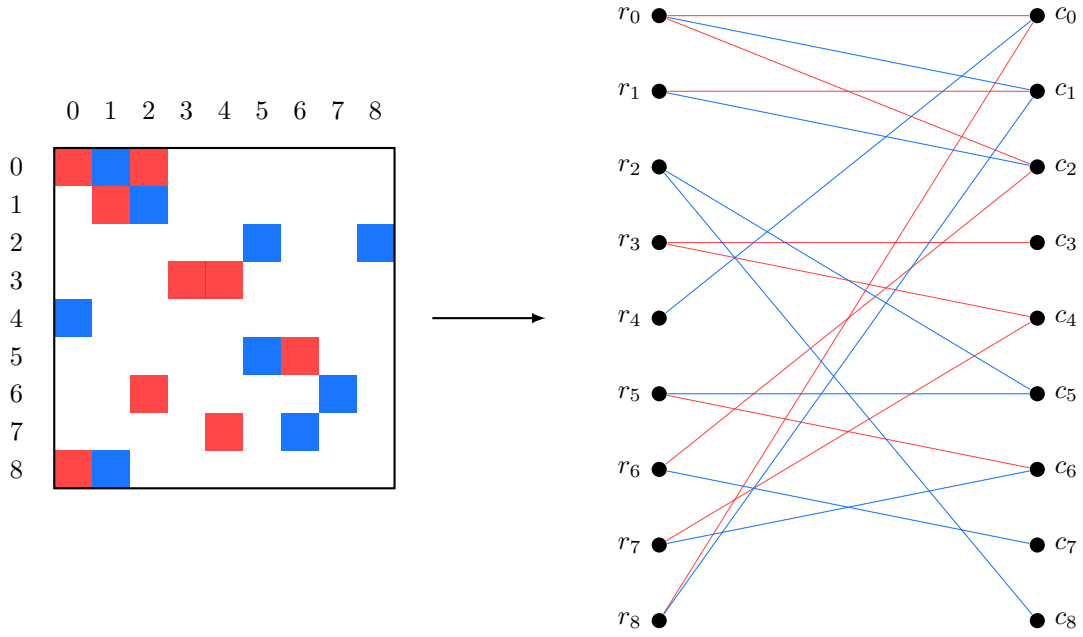 0 1 2 3 4 5 6 7 8
0
1
2
3
4
5
6
7
8
r₀
r₁
r₂
r₃
r₄
r₅
r₆
r₇
r₈
c₀
c₁
c₂
c₃
c₄
c₅
c₆
c₇
c₈